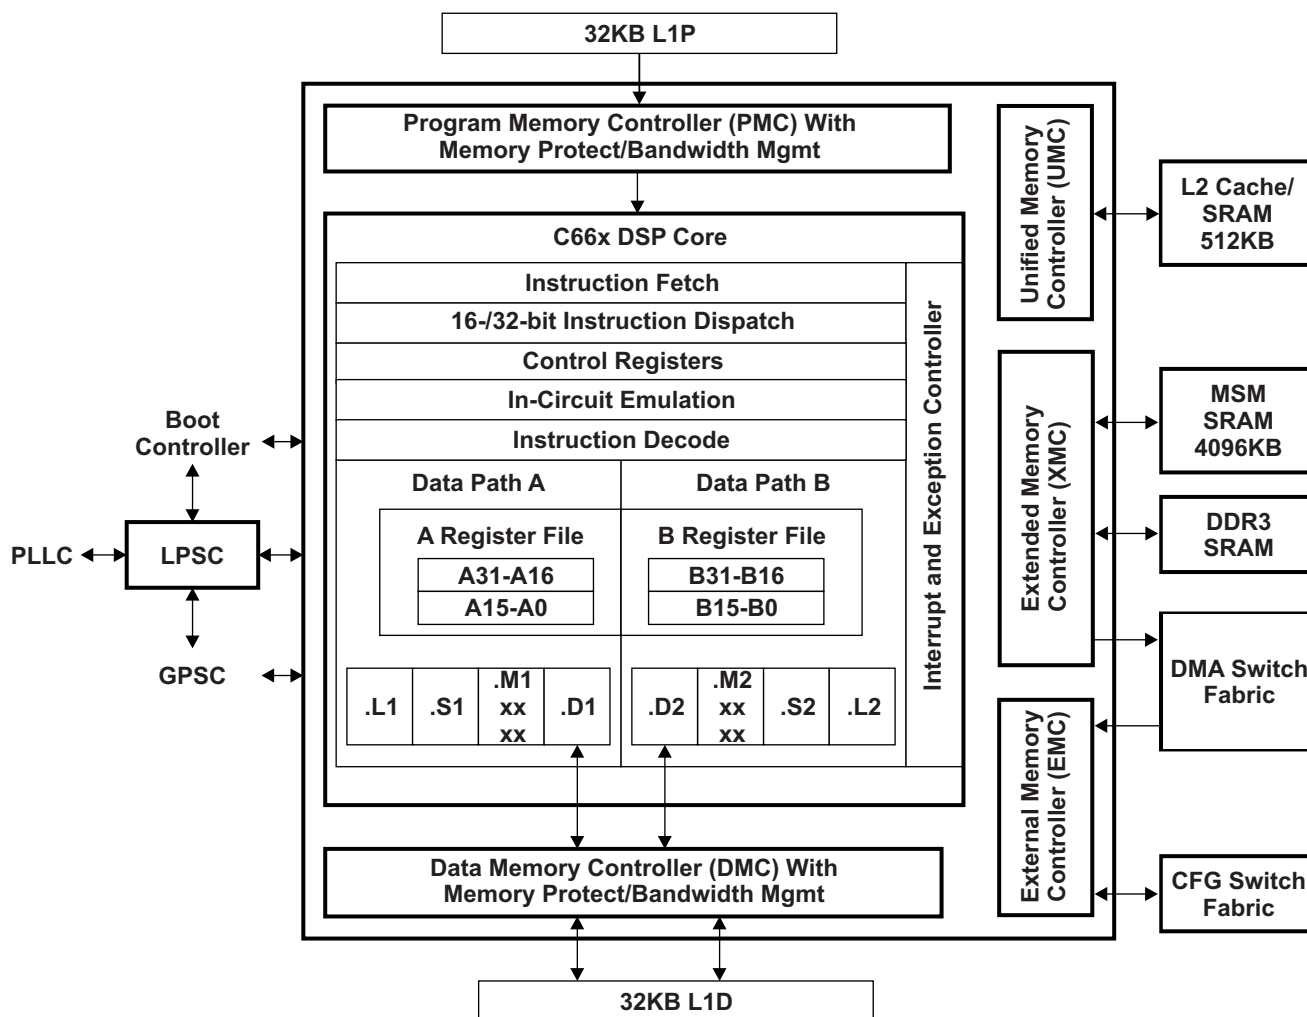 32KB L1P
Program Memory Controller (PMC) With
Memory Protect/Bandwidth Mgmt
C66x DSP Core
Instruction Fetch
16-/32-bit Instruction Dispatch
Control Registers
In-Circuit Emulation
Instruction Decode
Data Path A
Data Path B
A Register File
B Register File
A31-A16
A15-A0
B31-B16
B15-B0
.L1
.S1
.M1
xx
xx
.D1
.D2
.M2
xx
xx
.S2
.L2
Interrupt and Exception Controller
Data Memory Controller (DMC) With
Memory Protect/Bandwidth Mgmt
32KB L1D
Boot
Controller
PLLC
LPSC
GPSC
Unified Memory
Controller (UMC)
Extended Memory
Controller (XMC)
External Memory
Controller (EMC)
L2 Cache/
SRAM
512KB
MSM
SRAM
4096KB
DDR3
SRAM
DMA Switch
Fabric
CFG Switch
Fabric